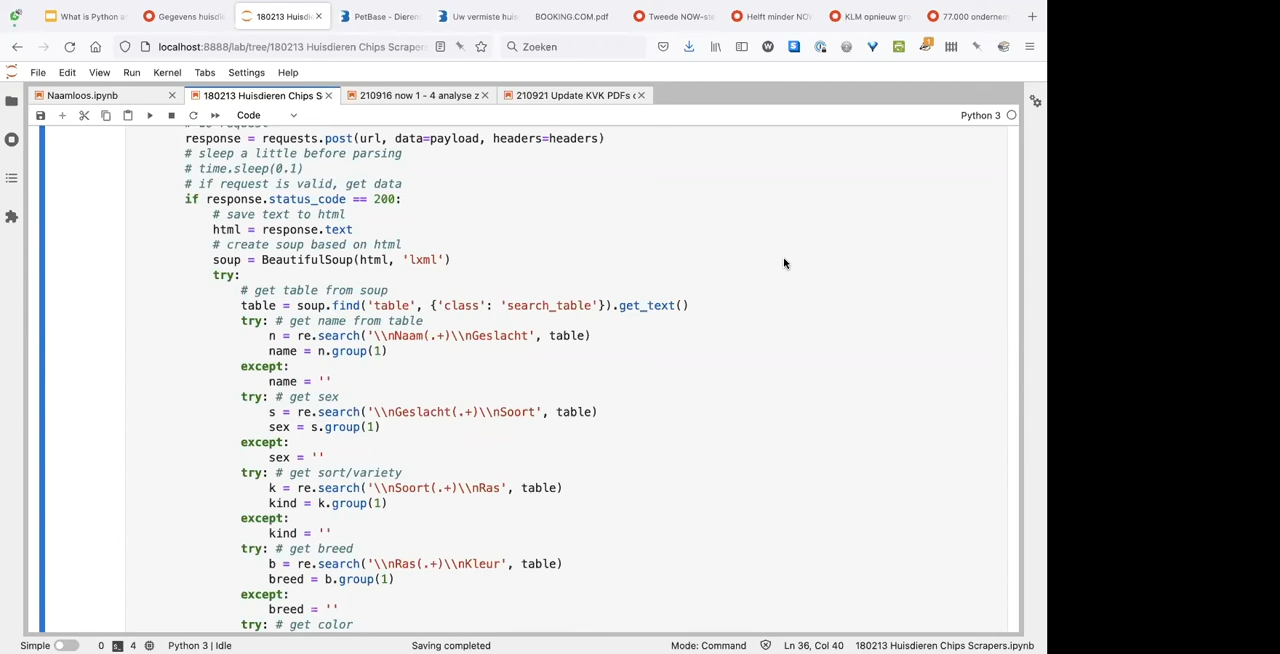 What is Python a
Gegevens huisdie
180213 Huisdi
PetBase - Dieren
Uw vermiste huis
BOOKING.COM.pdf
Tweede NOW-ste
Helft minder NO
KLM opnieuw gro
77.000 ondernem
localhost:8888/lab/tree/180213 Huisdieren Chips Scrapers
Zoeken
File Edit View Run Kernel Tabs Settings Help
Naamloos.ipynb
180213 Huisdieren Chips S
210916 now 1 - 4 analyse z
210921 Update KVK PDFs
Code
Python 3
response = requests.post(url, data=payload, headers=headers)
# sleep a little before parsing
# time.sleep(0.1)
# if request is valid, get data
if response.status_code == 200:
# save text to html
html = response.text
# create soup based on html
soup = BeautifulSoup(html, 'lxml')
try:
# get table from soup
table = soup.find('table', {'class': 'search_table'}).get_text()
try: # get name from table
n = re.search('\\nNaam(.+)\\nGeslacht', table)
name = n.group(1)
except:
name = ''
try: # get sex
s = re.search('\\nGeslacht(.+)\\nSoort', table)
sex = s.group(1)
except:
sex = ''
try: # get sort/variety
k = re.search('\\nSoort(.+)\\nRas', table)
kind = k.group(1)
except:
kind = ''
try: # get breed
b = re.search('\\nRas(.+)\\nKleur', table)
breed = b.group(1)
except:
breed = ''
try: # get color
Simple 0 4 Python 3 | Idle Saving completed Mode: Command Ln 36, Col 40 180213 Huisdieren Chips Scrapers.ipynb